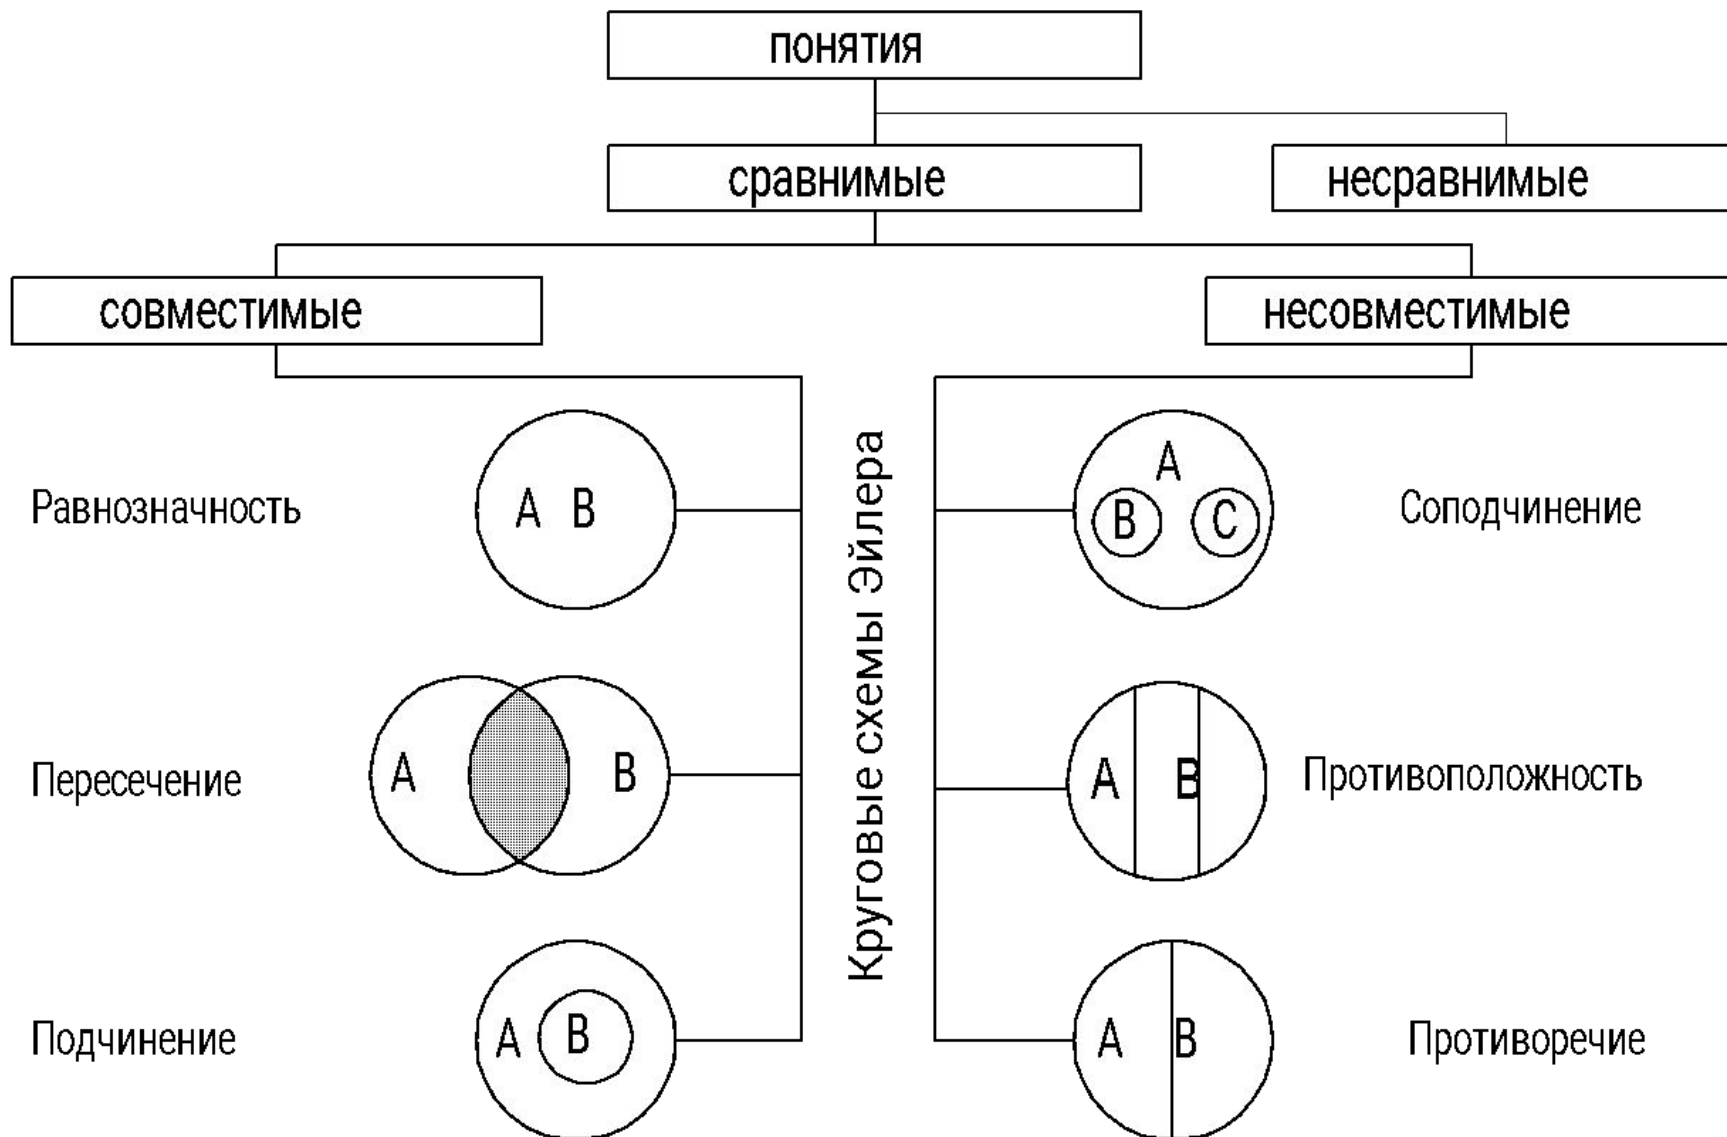 понятия
сравнимые
несравнимые
совместимые
несовместимые
Круговые схемы Эйлера
Равнозначность
A B
A
B C
Соподчинение
Пересечение
A B
A B
Противоположность
Подчинение
A B
A B
Противоречие